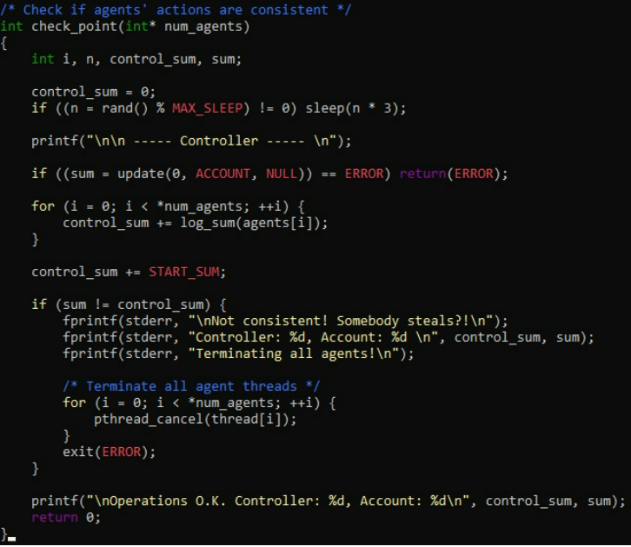 /* Check if agents' actions are consistent */
int check_point(int* num_agents)
{
    int i, n, control_sum, sum;

    control_sum = 0;
    if ((n = rand() % MAX_SLEEP) != 0) sleep(n * 3);

    printf("\n\n ----- Controller ----- \n");

    if ((sum = update(0, ACCOUNT, NULL)) == ERROR) return(ERROR);

    for (i = 0; i < *num_agents; ++i) {
        control_sum += log_sum(agents[i]);
    }

    control_sum += START_SUM;

    if (sum != control_sum) {
        fprintf(stderr, "\nNot consistent! Somebody steals?!\n");
        fprintf(stderr, "Controller: %d, Account: %d \n", control_sum, sum);
        fprintf(stderr, "Terminating all agents!\n");

        /* Terminate all agent threads */
        for (i = 0; i < *num_agents; ++i) {
            pthread_cancel(thread[i]);
        }
        exit(ERROR);
    }

    printf("\nOperations O.K. Controller: %d, Account: %d\n", control_sum, sum);
    return 0;
}